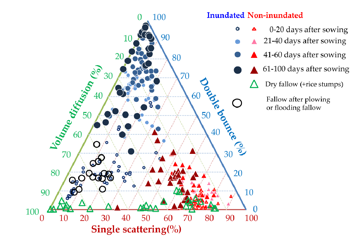 0 100
10 90
20 80
30 70
40 60
50 50
60 40
70 30
80 20
90 10
100 0
0 10 20 30 40 50 60 70 80 90 100
Volume diffusion (%)
Double bounce (%)
Single scattering(%)
Inundated Non-inundated
0-20 days after sowing
21-40 days after sowing
41-60 days after sowing
61-100 days after sowing
Dry fallow (+rice stumps)
Fallow after plowing
or flooding fallow